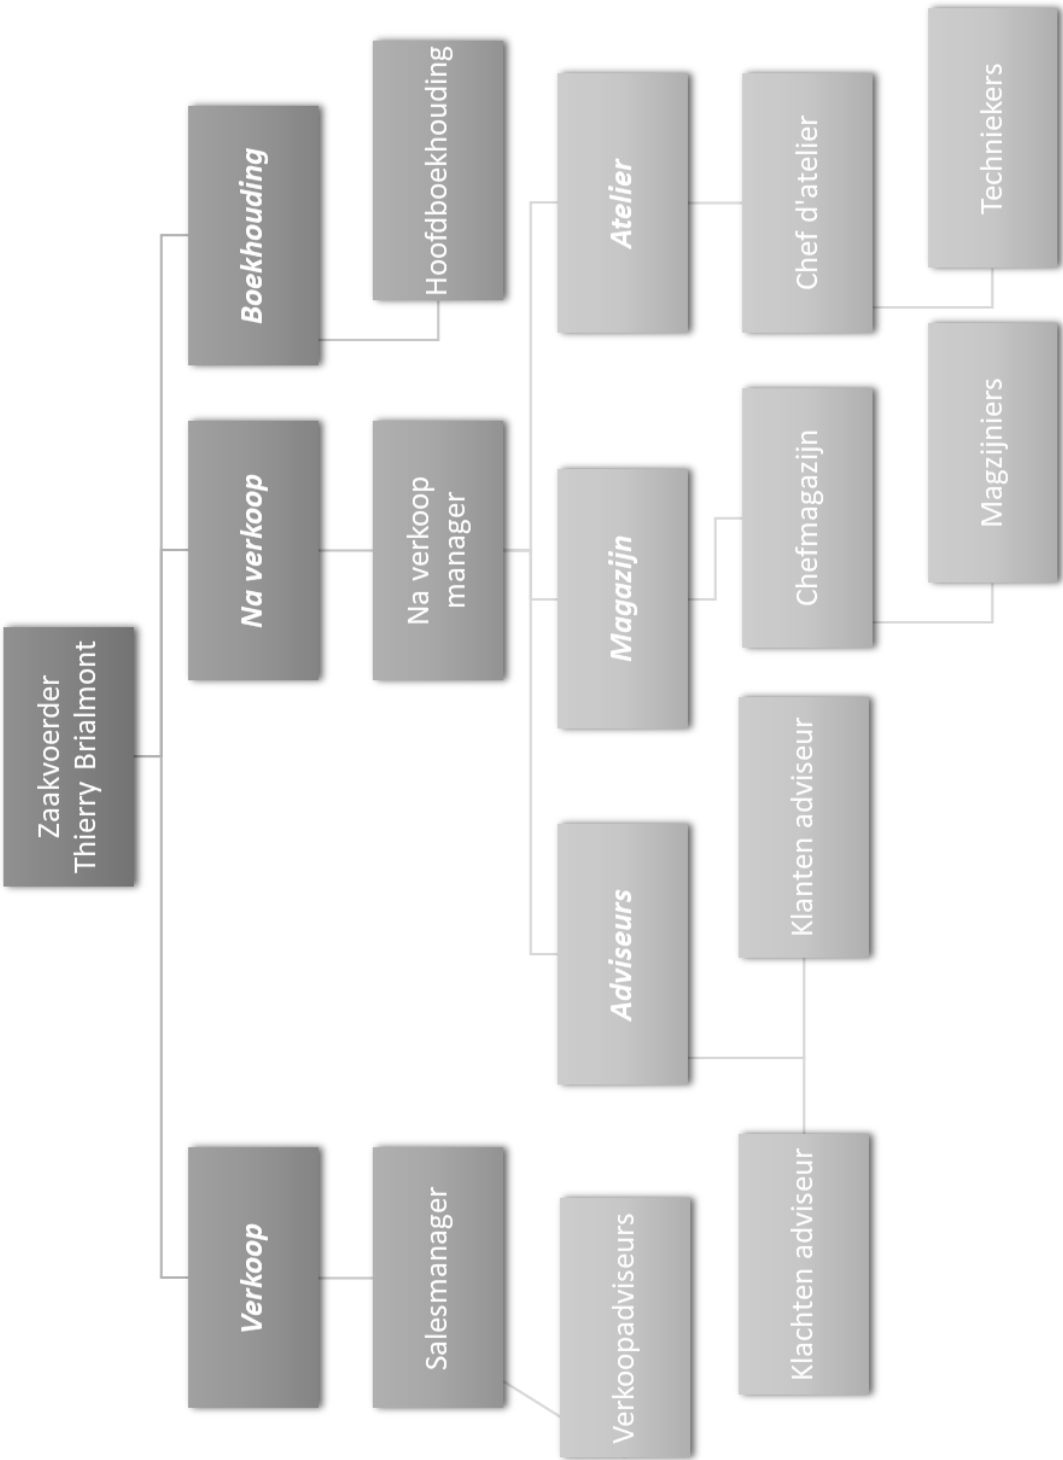 Zaakvoerder
Thierry Brialmont
Verkoop
Na verkoop
Boekhouding
Salesmanager
Na verkoop
manager
Hoofdboekhouding
Verkoopadviseurs
Adviseurs
Magazijn
Atelier
Klachten adviseur
Klanten adviseur
Chefmagazijn
Chef d'atelier
Magzijniers
Techniekers